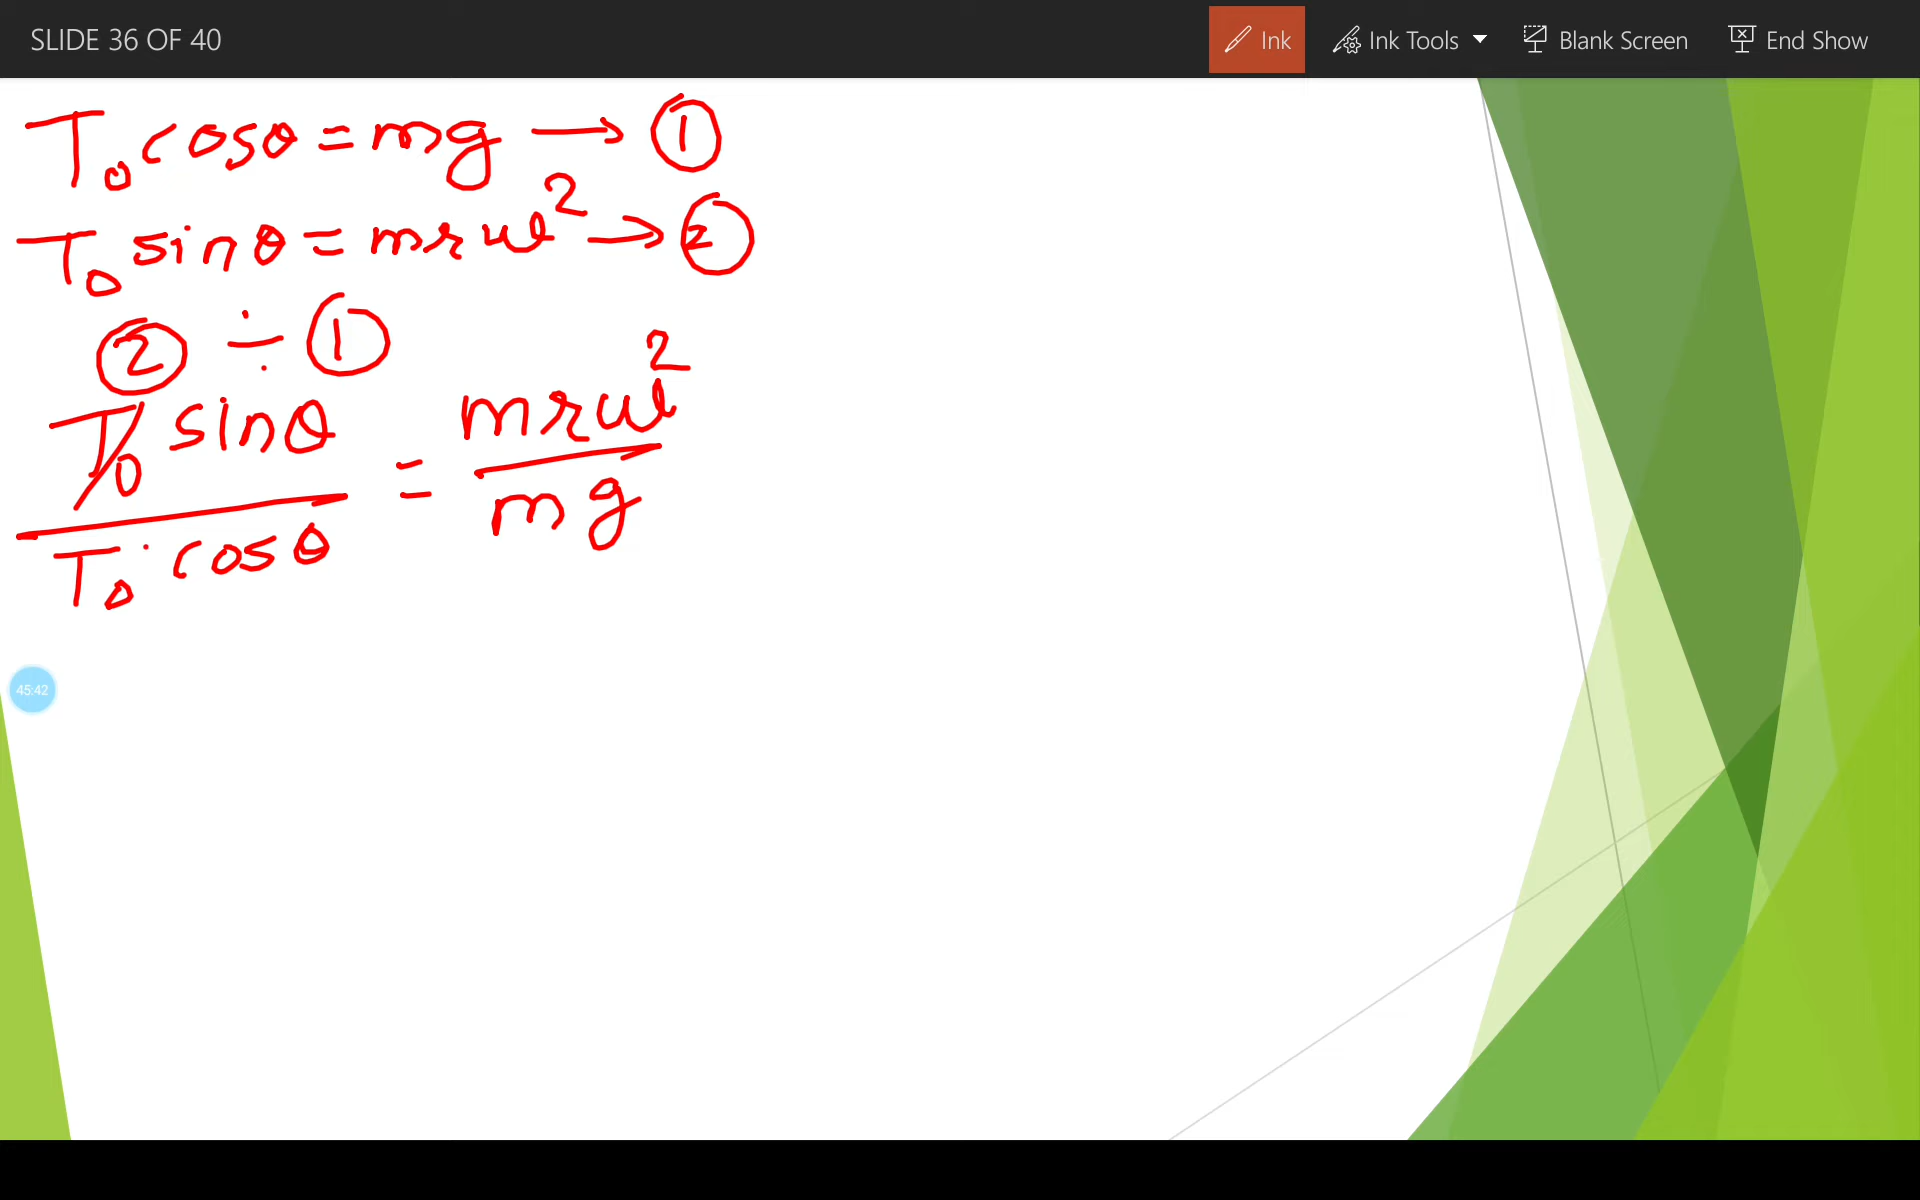 SLIDE 36 OF 40 Ink Ink Tools Blank Screen End Show
T₀ cosθ = mg → ①
T₀ sinθ = mrω² → ②
② ÷ ①
T₀ sinθ / T₀ cosθ = mrω² / mg
45:42